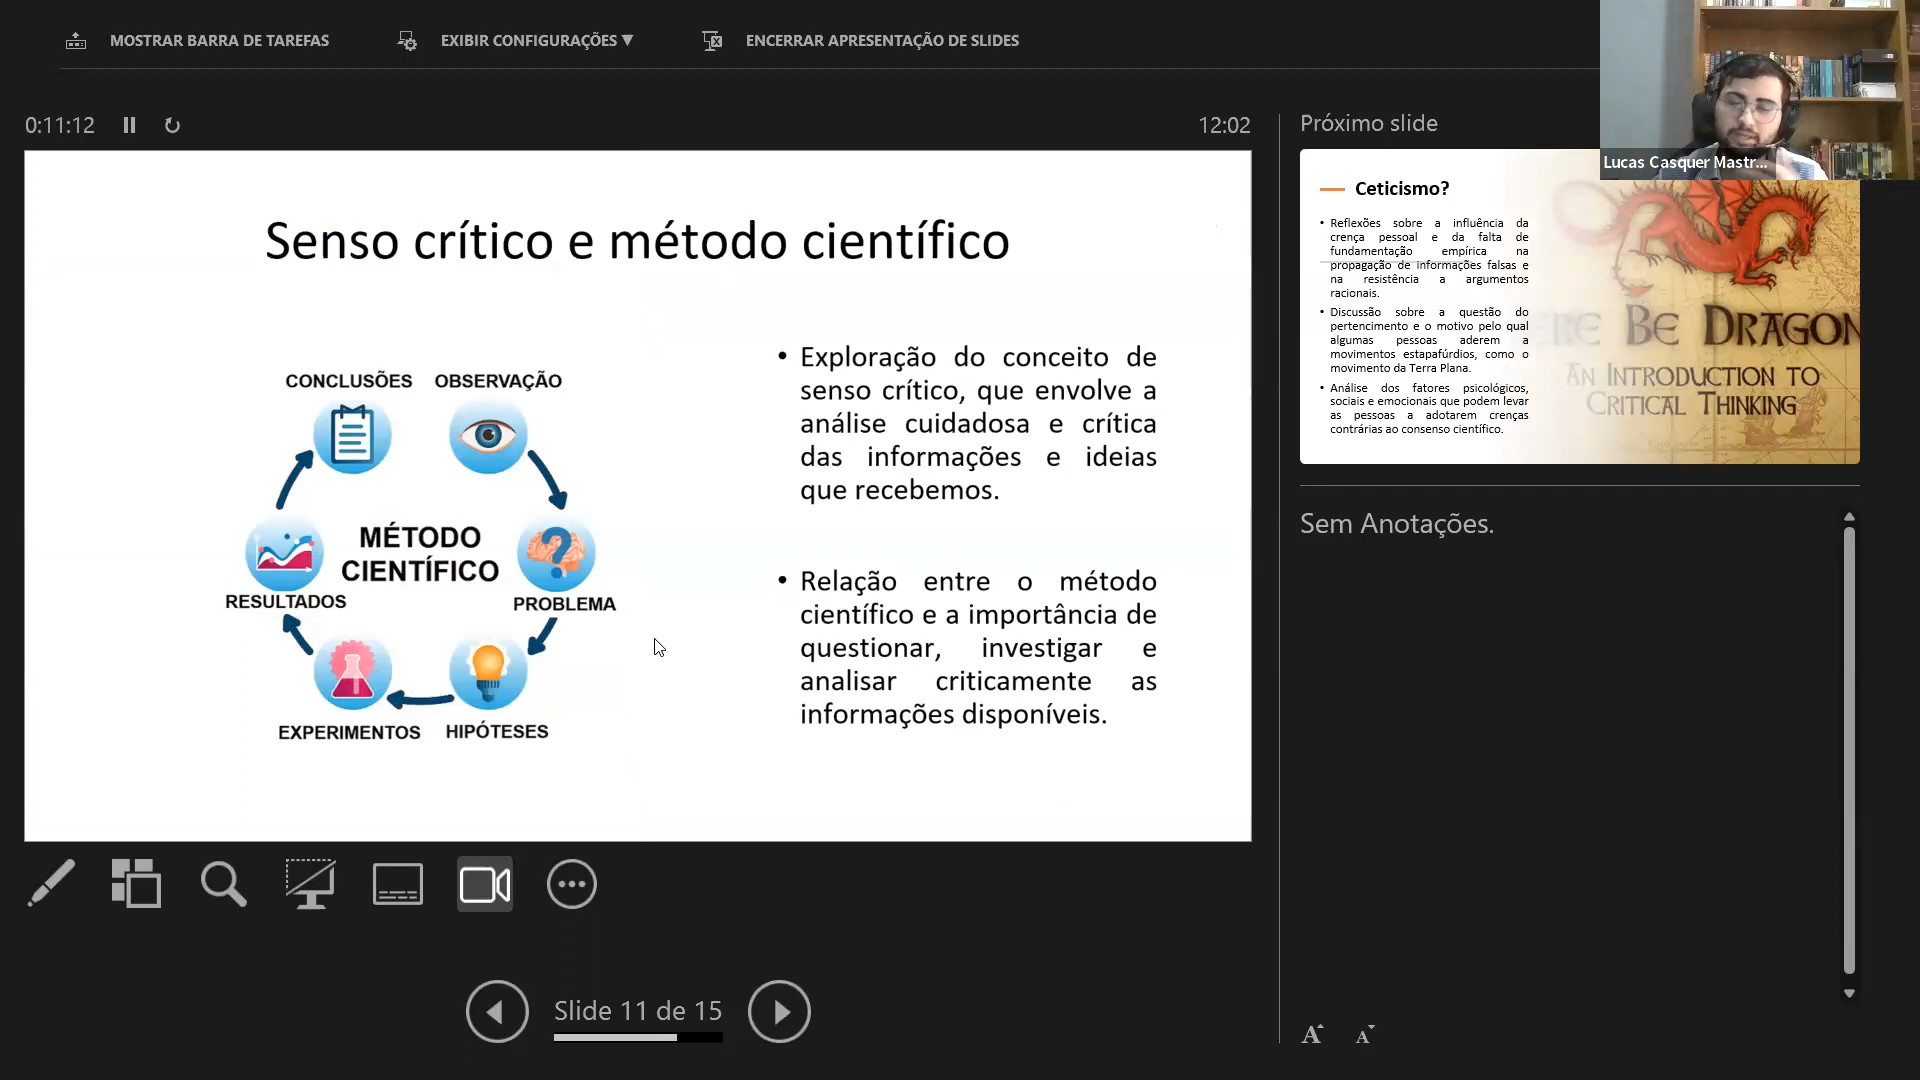 MOSTRAR BARRA DE TAREFAS
EXIBIR CONFIGURAÇÕES ▼
ENCERRAR APRESENTAÇÃO DE SLIDES
0:11:12
12:02
Senso crítico e método científico
CONCLUSÕES
OBSERVAÇÃO
MÉTODO
CIENTÍFICO
RESULTADOS
PROBLEMA
EXPERIMENTOS
HIPÓTESES
• Exploração do conceito de
senso crítico, que envolve a
análise cuidadosa e crítica
das informações e ideias
que recebemos.
• Relação entre o método
científico e a importância de
questionar, investigar e
analisar criticamente as
informações disponíveis.
Slide 11 de 15
Próximo slide
Lucas Casquer Mastr...
Ceticismo?
• Reflexões sobre a influência da
crença pessoal e da falta de
fundamentação empírica na
propagação de informações falsas e
na resistência a argumentos
racionais.
• Discussão sobre a questão do
pertencimento e o motivo pelo qual
algumas pessoas aderem a
movimentos estapafúrdios, como o
movimento da Terra Plana.
• Análise dos fatores psicológicos,
sociais e emocionais que podem levar
as pessoas a adotarem crenças
contrárias ao consenso científico.
ERE BE DRAGON
AN INTRODUCTION TO
CRITICAL THINKING
Sem Anotações.
A A